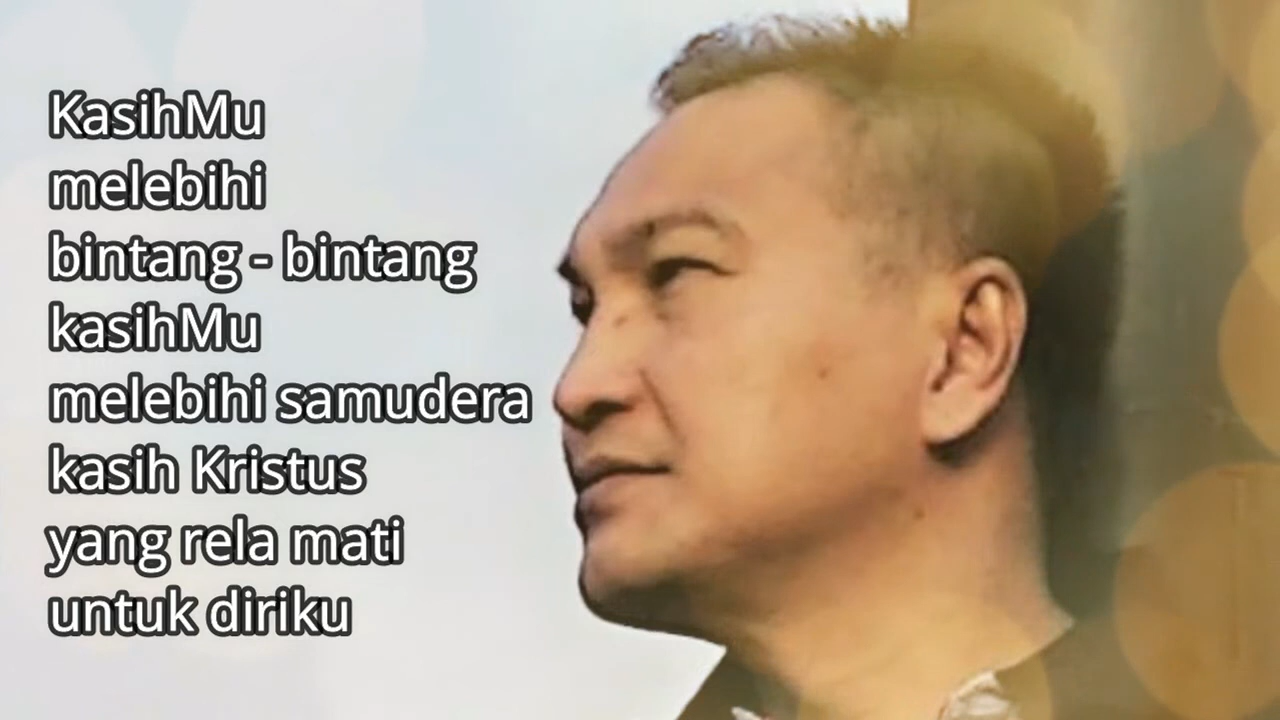 KasihMu
melebihi
bintang - bintang
kasihMu
melebihi samudera
kasih Kristus
yang rela mati
untuk diriku